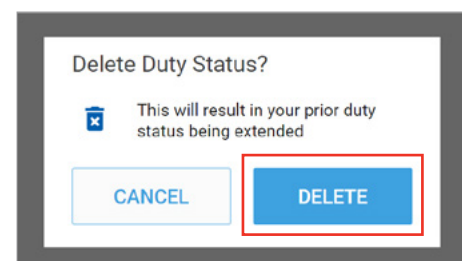 Delete Duty Status?
This will result in your prior duty
status being extended
CANCEL
DELETE